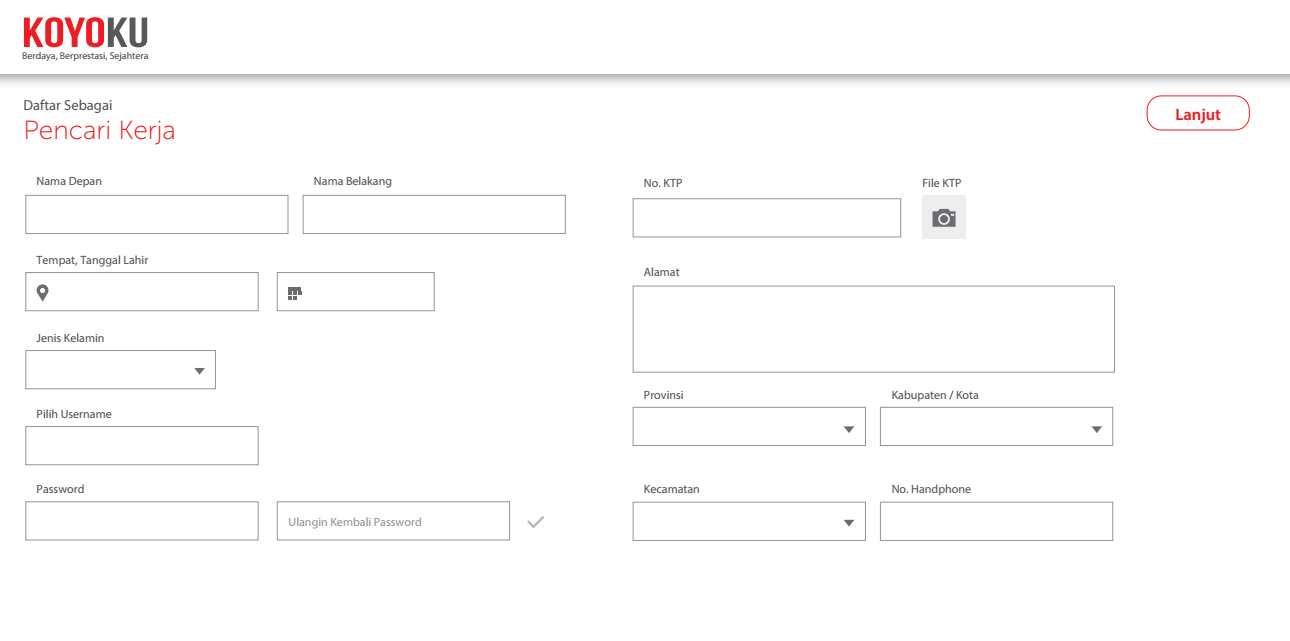 KOYOKU
Berdaya, Berprestasi, Sejahtera
Daftar Sebagai
Pencari Kerja
Lanjut
Nama Depan
Nama Belakang
Tempat, Tanggal Lahir
Jenis Kelamin
Pilih Username
Password
Ulangin Kembali Password
No. KTP
File KTP
Alamat
Provinsi
Kabupaten / Kota
Kecamatan
No. Handphone